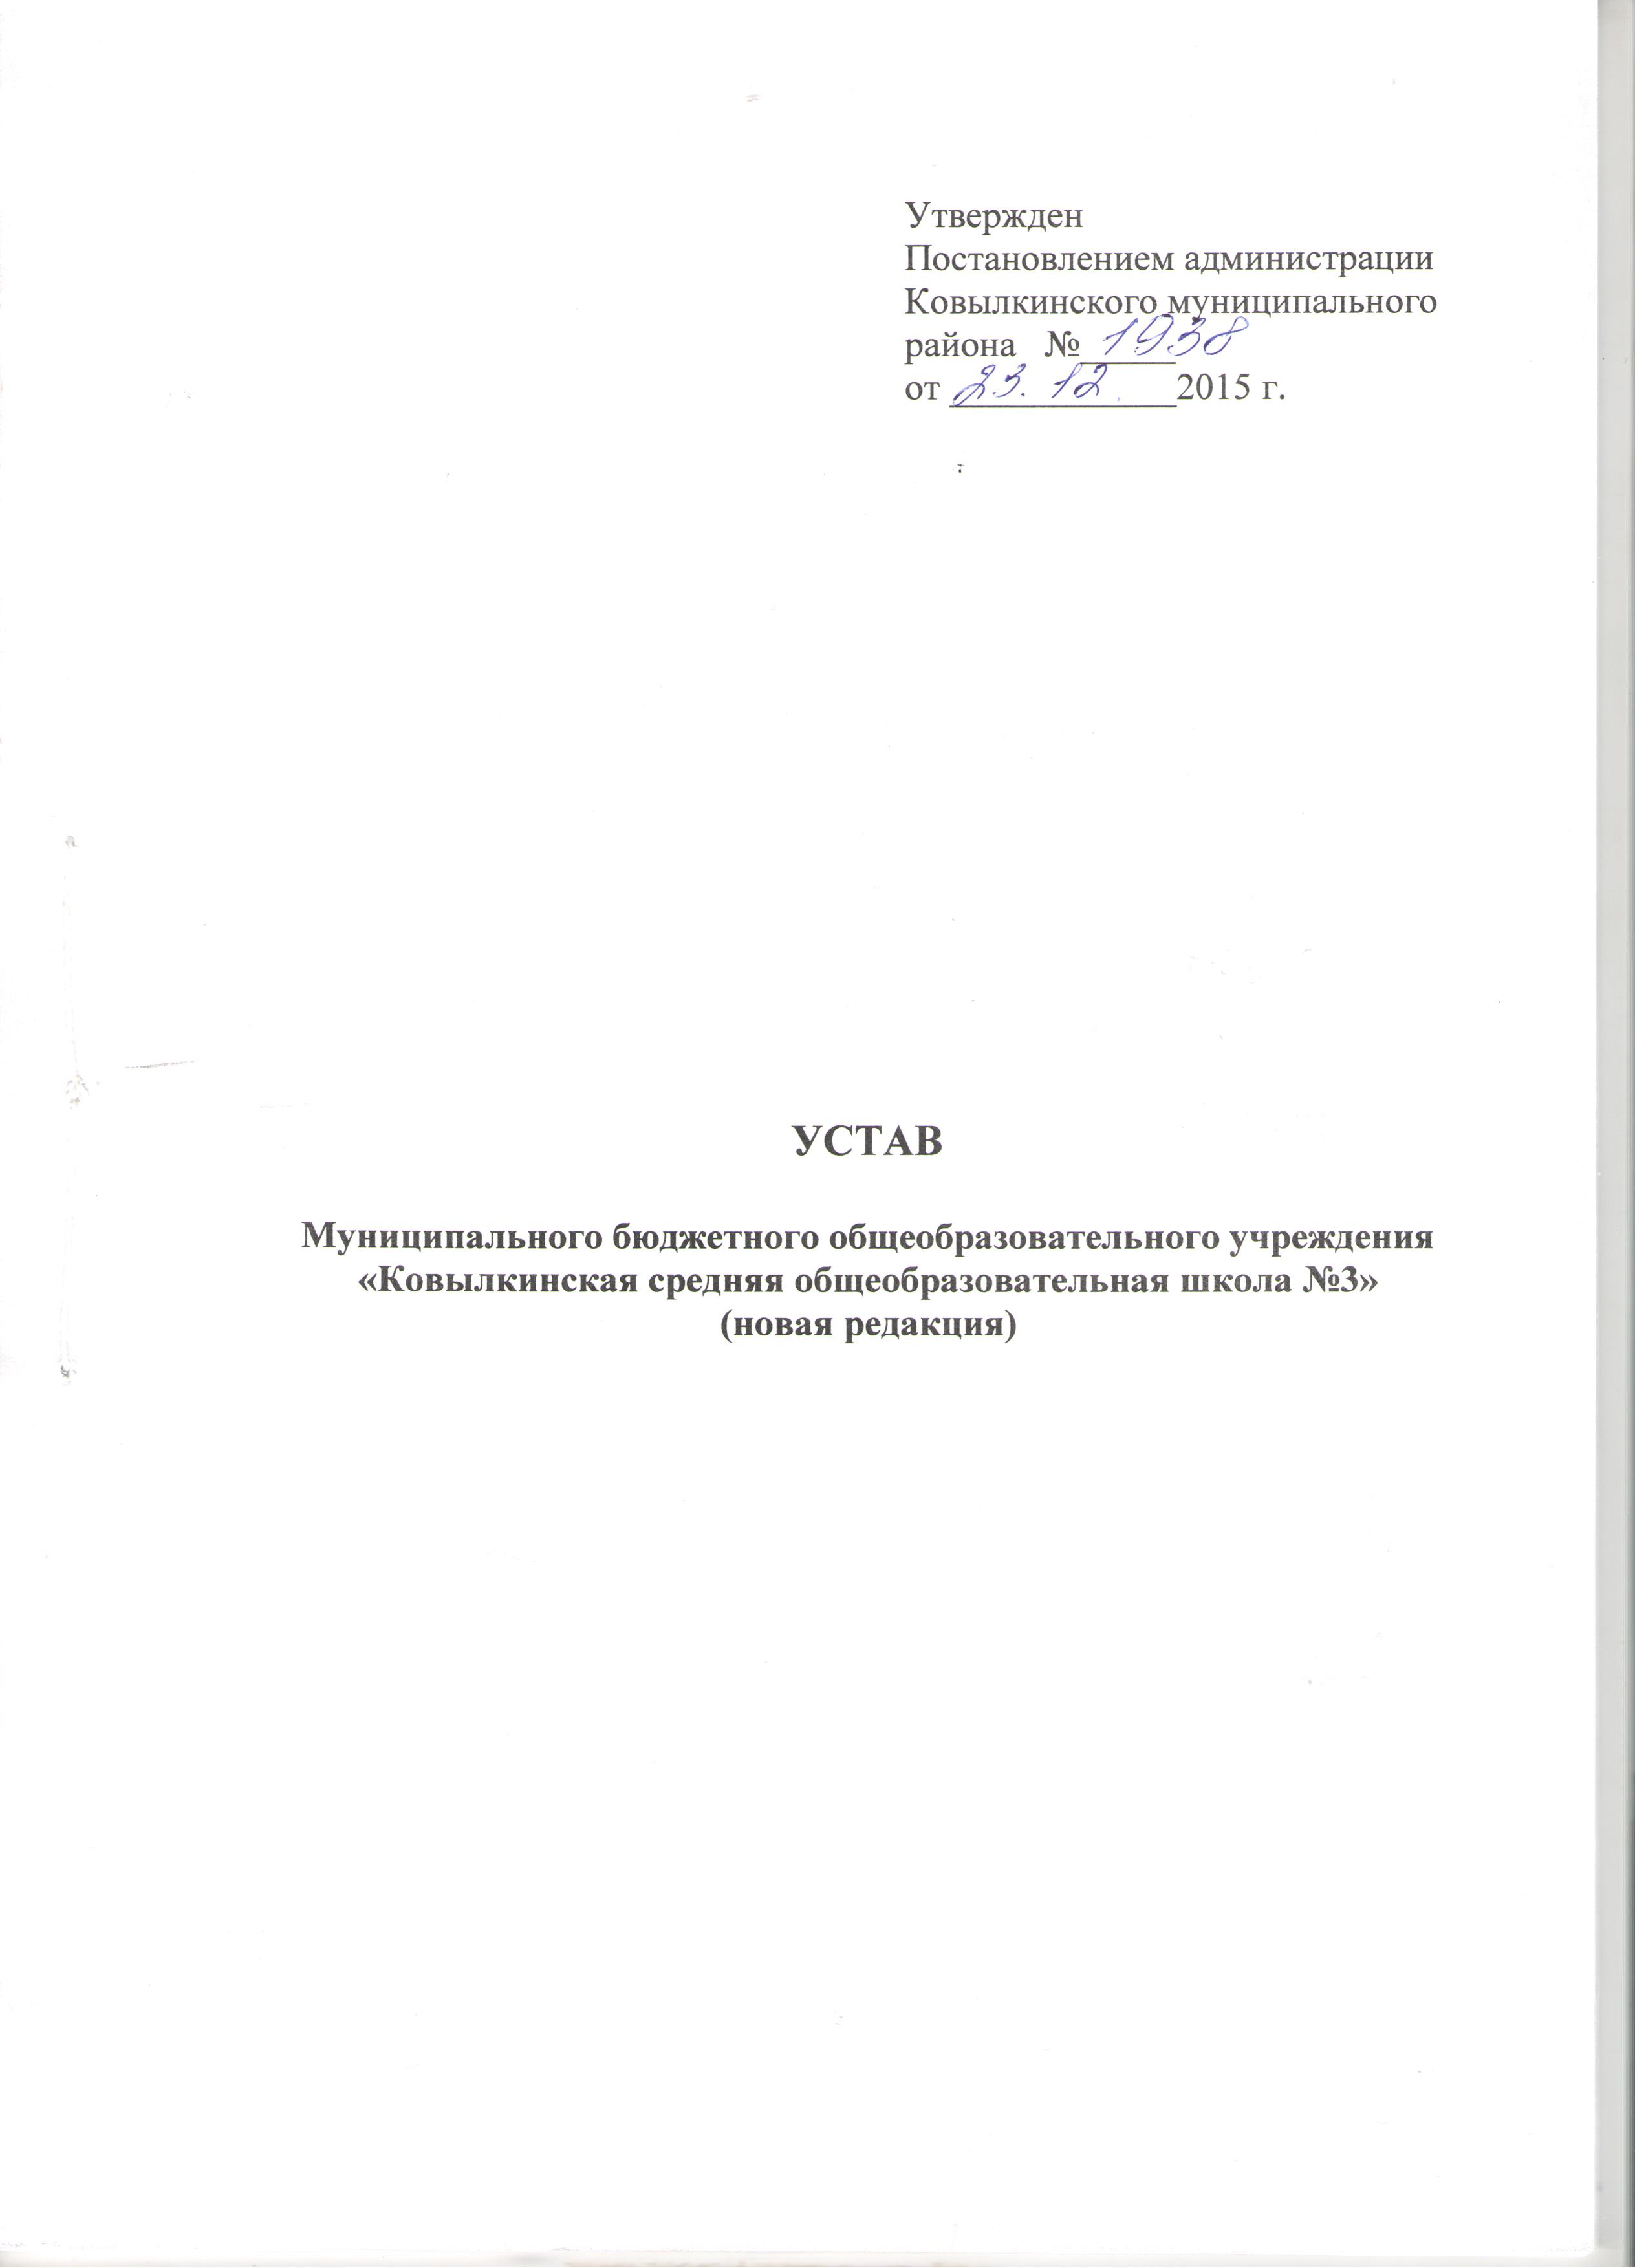 Утвержден
Постановлением администрации
Ковылкинского муниципального
района № 1938
от 23. 12. 2015 г.
УСТАВ
Муниципального бюджетного общеобразовательного учреждения
«Ковылкинская средняя общеобразовательная школа №3»
(новая редакция)